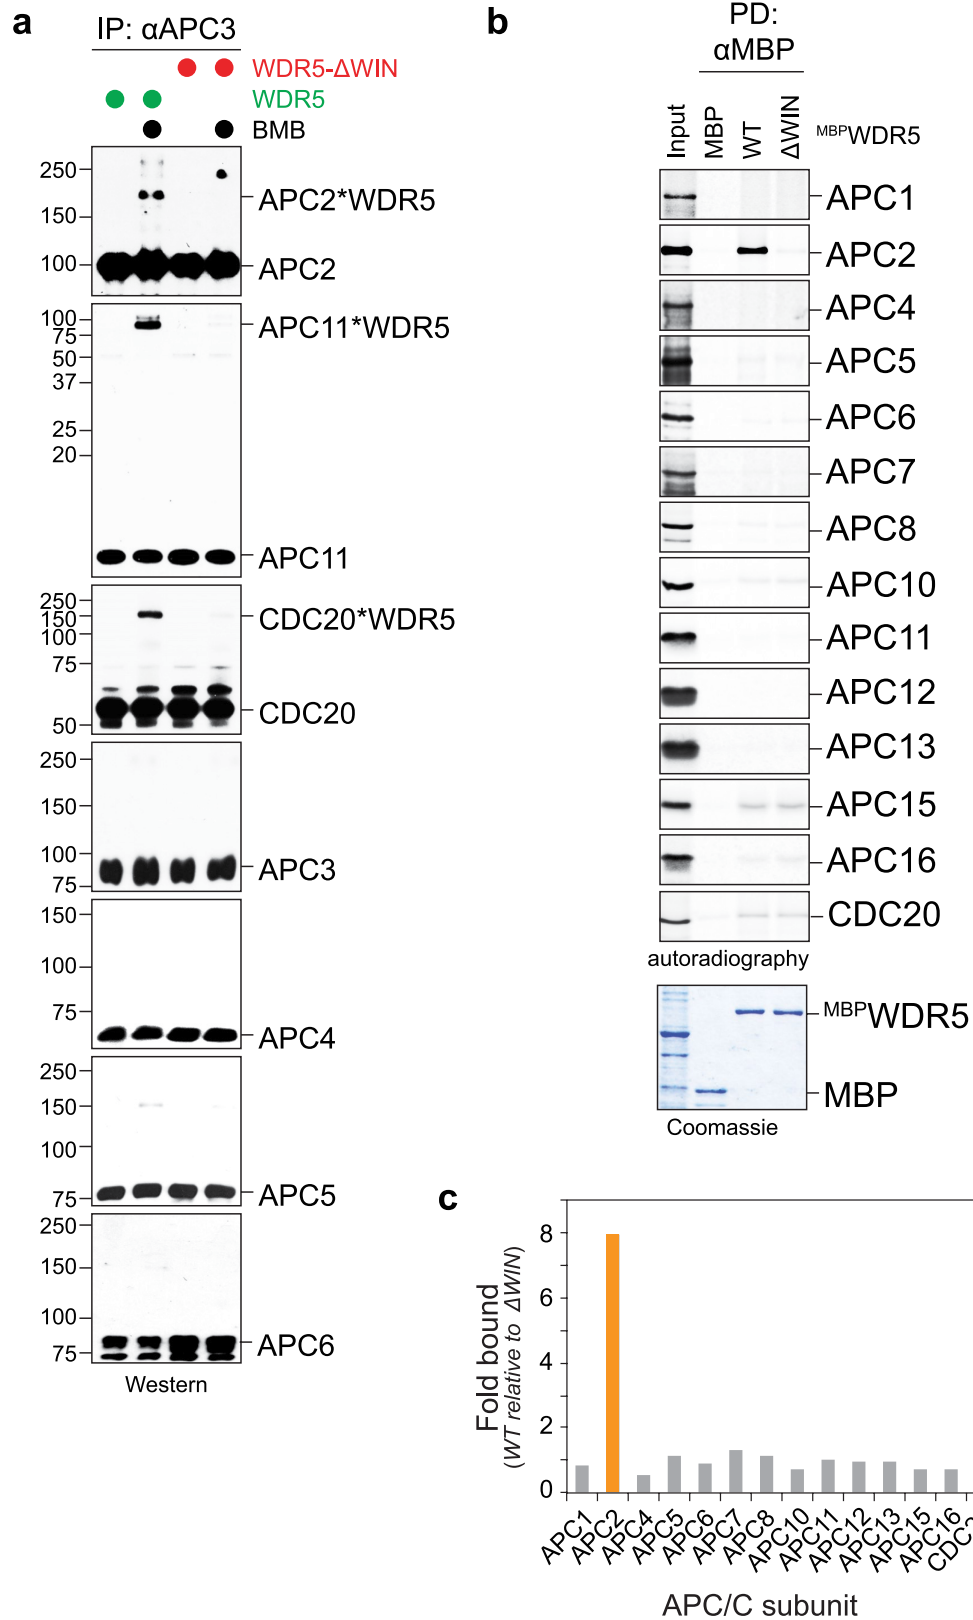 a
IP: αAPC3
WDR5-ΔWIN
WDR5
BMB
250
150
100
APC2*WDR5
APC2
100
75
50
37
25
20
APC11*WDR5
APC11
250
150
100
75
50
CDC20*WDR5
CDC20
250
150
100
75
APC3
150
100
75
APC4
250
150
100
75
APC5
250
150
100
75
APC6
Western
b
PD:
αMBP
Input
MBP
WT
ΔWIN
MBPWDR5
APC1
APC2
APC4
APC5
APC6
APC7
APC8
APC10
APC11
APC12
APC13
APC15
APC16
CDC20
autoradiography
MBPWDR5
MBP
Coomassie
c
Fold bound
(WT relative to ΔWIN)
8
6
4
2
0
APC1
APC2
APC4
APC5
APC6
APC7
APC8
APC10
APC11
APC12
APC13
APC15
APC16
APC/C subunit